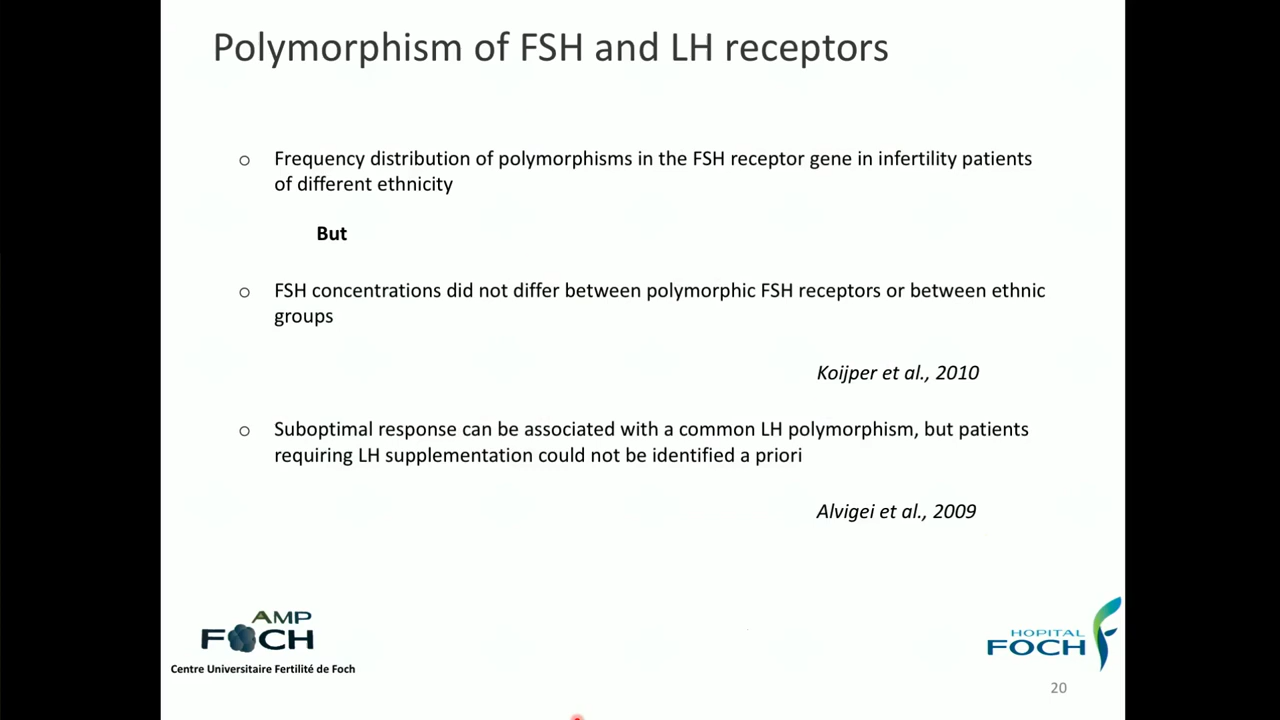 Polymorphism of FSH and LH receptors
o Frequency distribution of polymorphisms in the FSH receptor gene in infertility patients
of different ethnicity
But
o FSH concentrations did not differ between polymorphic FSH receptors or between ethnic
groups
Koijper et al., 2010
o Suboptimal response can be associated with a common LH polymorphism, but patients
requiring LH supplementation could not be identified a priori
Alvigei et al., 2009
AMP
FOCH
Centre Universitaire Fertilité de Foch
HOPITAL
FOCH
20